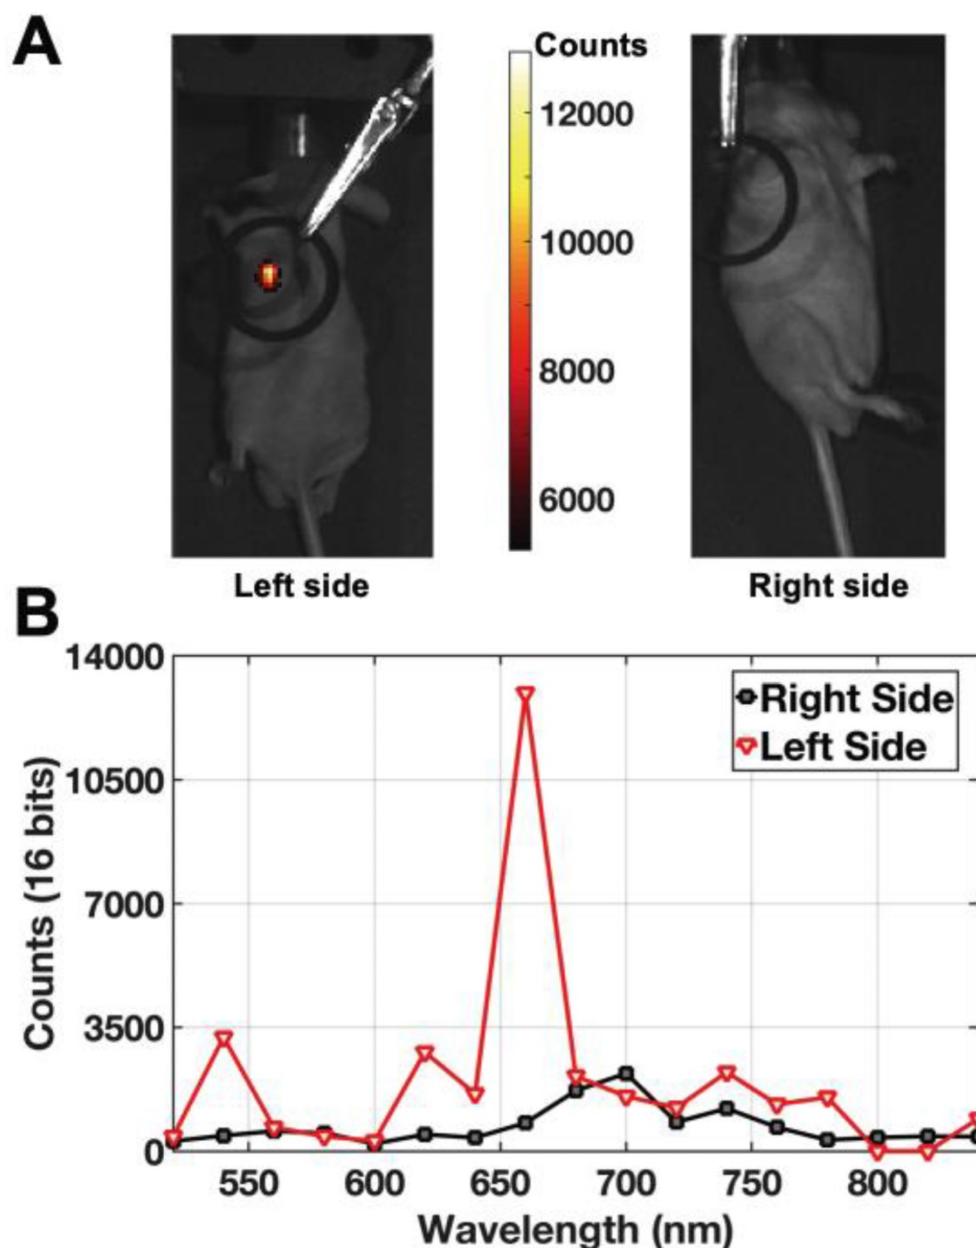 A
Counts
12000
10000
8000
6000
Left side
Right side
B
14000
10500
7000
3500
0
Counts (16 bits)
Right Side
Left Side
550 600 650 700 750 800
Wavelength (nm)